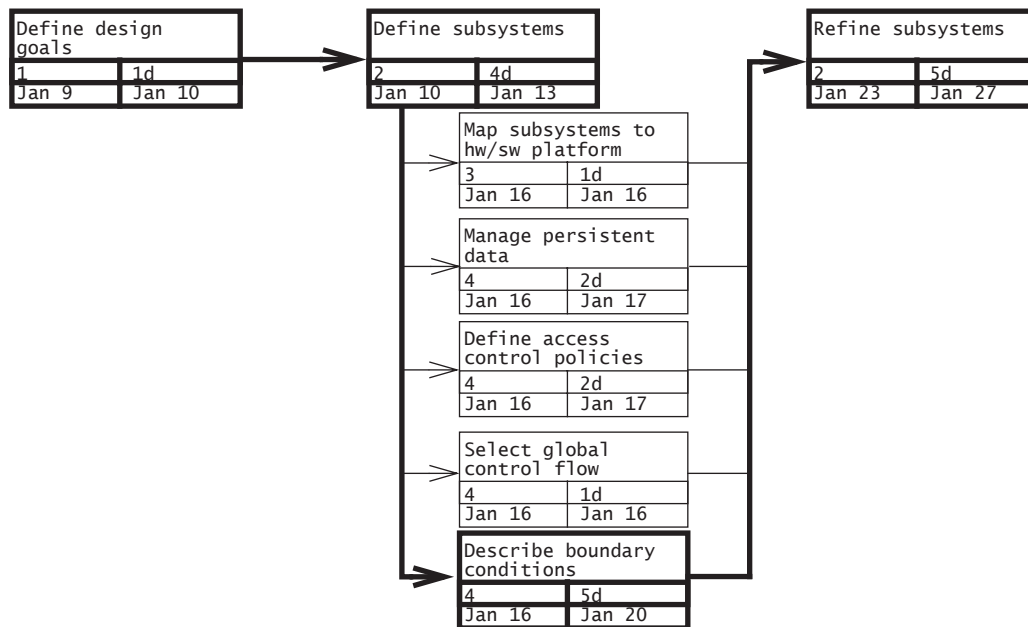 Define design
goals
1 1d
Jan 9 Jan 10
Define subsystems
2 4d
Jan 10 Jan 13
Map subsystems to
hw/sw platform
3 1d
Jan 16 Jan 16
Manage persistent
data
4 2d
Jan 16 Jan 17
Define access
control policies
4 2d
Jan 16 Jan 17
Select global
control flow
4 1d
Jan 16 Jan 16
Describe boundary
conditions
4 5d
Jan 16 Jan 20
Refine subsystems
2 5d
Jan 23 Jan 27